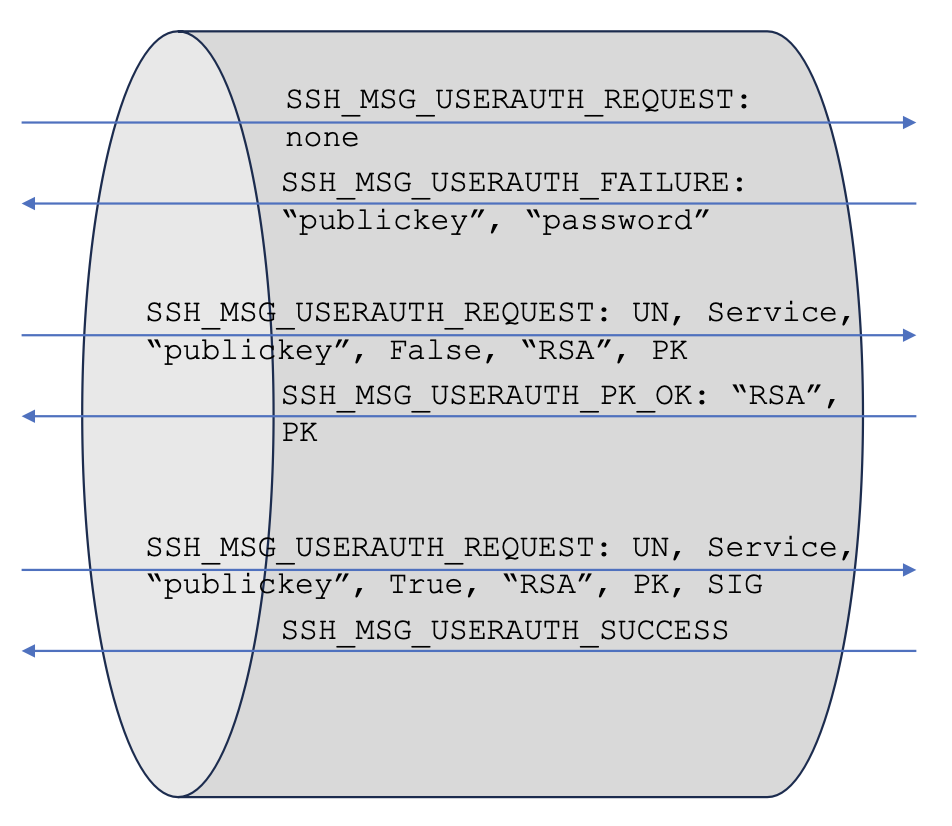 SSH_MSG_USERAUTH_REQUEST:
none
SSH_MSG_USERAUTH_FAILURE:
“publickey”, “password”
SSH_MSG_USERAUTH_REQUEST: UN, Service,
“publickey”, False, “RSA”, PK
SSH_MSG_USERAUTH_PK_OK: “RSA”,
PK
SSH_MSG_USERAUTH_REQUEST: UN, Service,
“publickey”, True, “RSA”, PK, SIG
SSH_MSG_USERAUTH_SUCCESS